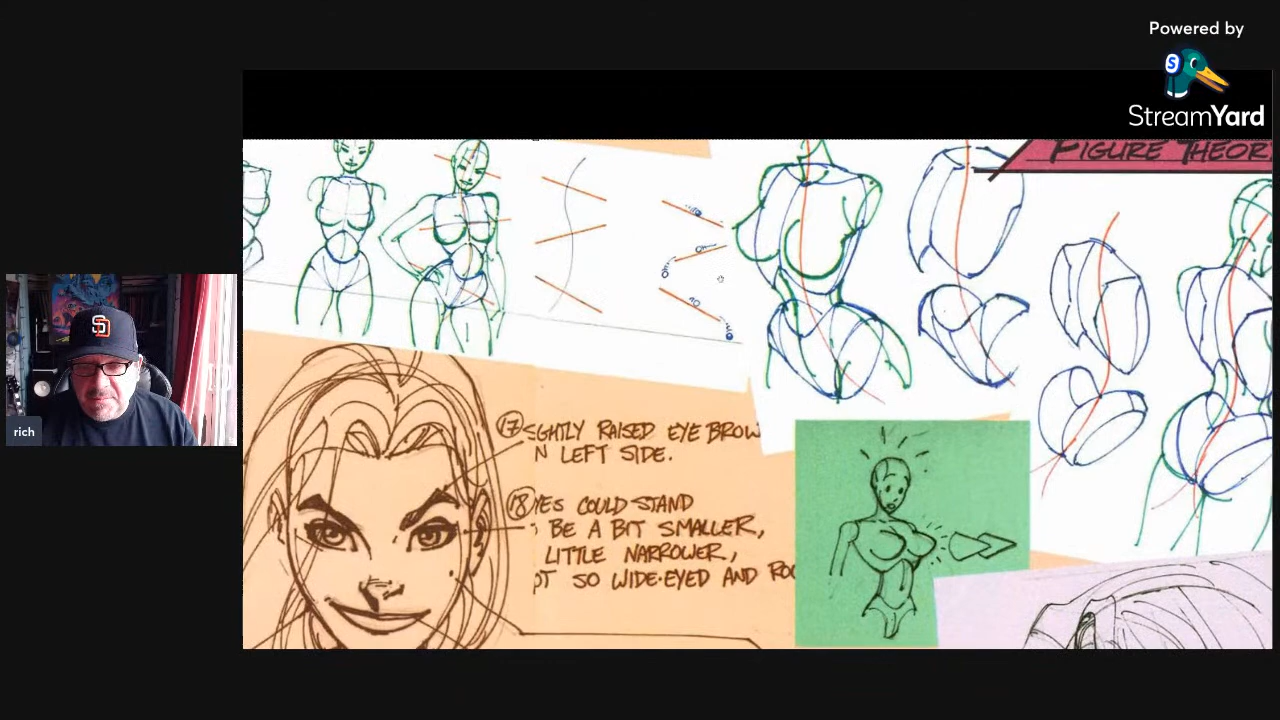 Powered by
StreamYard
FIGURE THEOR
rich
17 SGHTLY RAISED EYE BROW
N LEFT SIDE.
18 YES COULD STAND
BE A BIT SMALLER,
LITTLE NARROWER,
OT SO WIDE-EYED AND RO